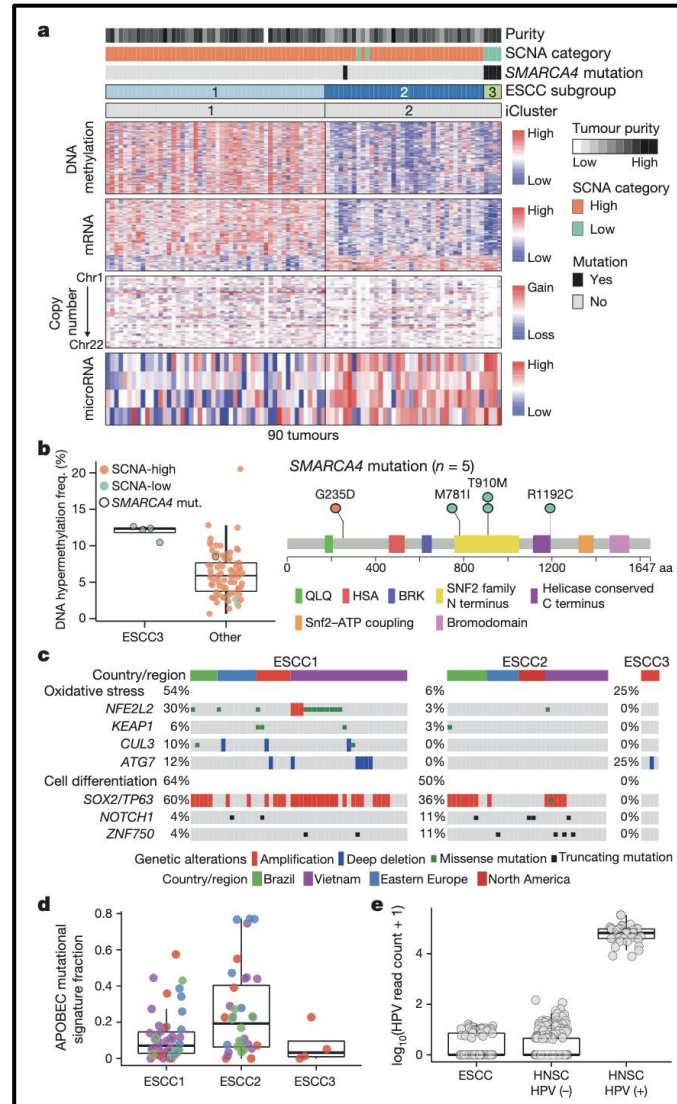 a
Purity
SCNA category
SMARCA4 mutation
1 2 3 ESCC subgroup
1 2 iCluster
DNA methylation
High
Low
mRNA
High
Low
Chr1
Copy number
Chr22
Gain
Loss
microRNA
High
Low
90 tumours
Tumour purity
Low High
SCNA category
High
Low
Mutation
Yes
No
b
DNA hypermethylation freq. (%)
20
15
10
5
0
SCNA-high
SCNA-low
SMARCA4 mut.
ESCC3 Other
SMARCA4 mutation (n = 5)
G235D M781I T910M R1192C
0 400 800 1200 1647 aa
QLQ HSA BRK SNF2 family N terminus Helicase conserved C terminus
Snf2–ATP coupling Bromodomain
c
ESCC1 ESCC2 ESCC3
Country/region
Oxidative stress 54% 6% 25%
NFE2L2 30% 3% 0%
KEAP1 6% 3% 0%
CUL3 10% 0% 0%
ATG7 12% 0% 25%
Cell differentiation 64% 50% 0%
SOX2/TP63 60% 36% 0%
NOTCH1 4% 11% 0%
ZNF750 4% 11% 0%
Genetic alterations Amplification Deep deletion Missense mutation Truncating mutation
Country/region Brazil Vietnam Eastern Europe North America
d
APOBEC mutational signature fraction
0.8
0.6
0.4
0.2
0
ESCC1 ESCC2 ESCC3
e
log10(HPV read count + 1)
4
2
0
ESCC HNSC HPV (–) HNSC HPV (+)